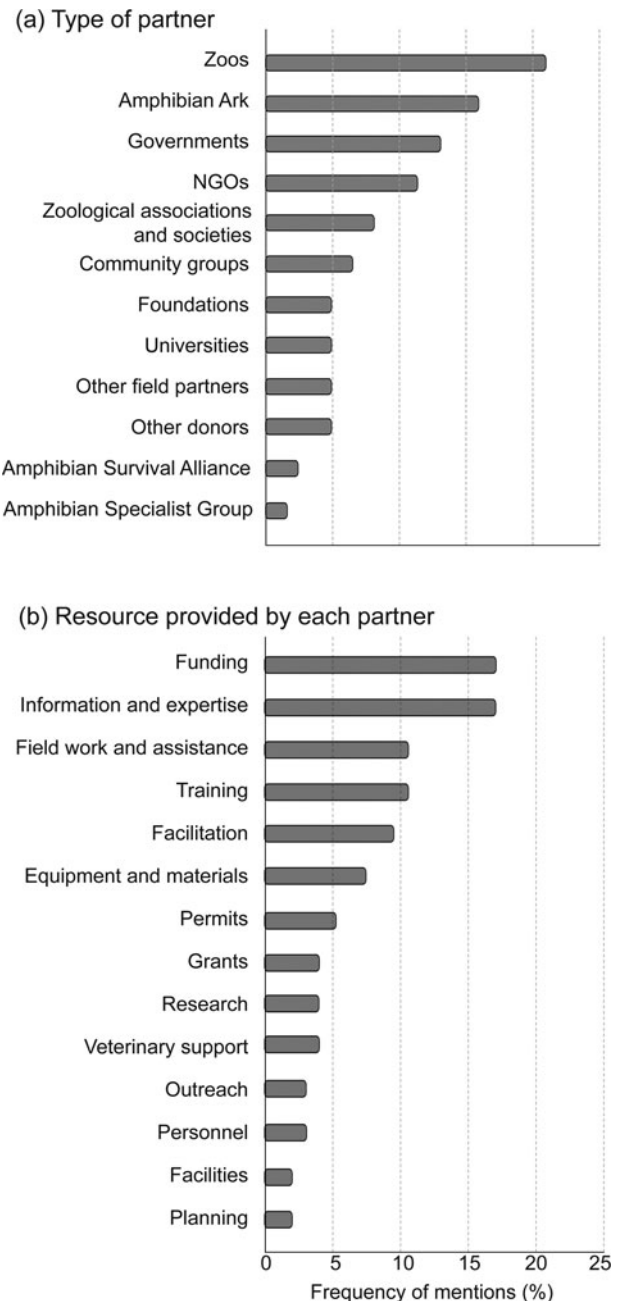 (a) Type of partner
Zoos
Amphibian Ark
Governments
NGOs
Zoological associations
and societies
Community groups
Foundations
Universities
Other field partners
Other donors
Amphibian Survival Alliance
Amphibian Specialist Group
(b) Resource provided by each partner
Funding
Information and expertise
Field work and assistance
Training
Facilitation
Equipment and materials
Permits
Grants
Research
Veterinary support
Outreach
Personnel
Facilities
Planning
0 5 10 15 20 25
Frequency of mentions (%)